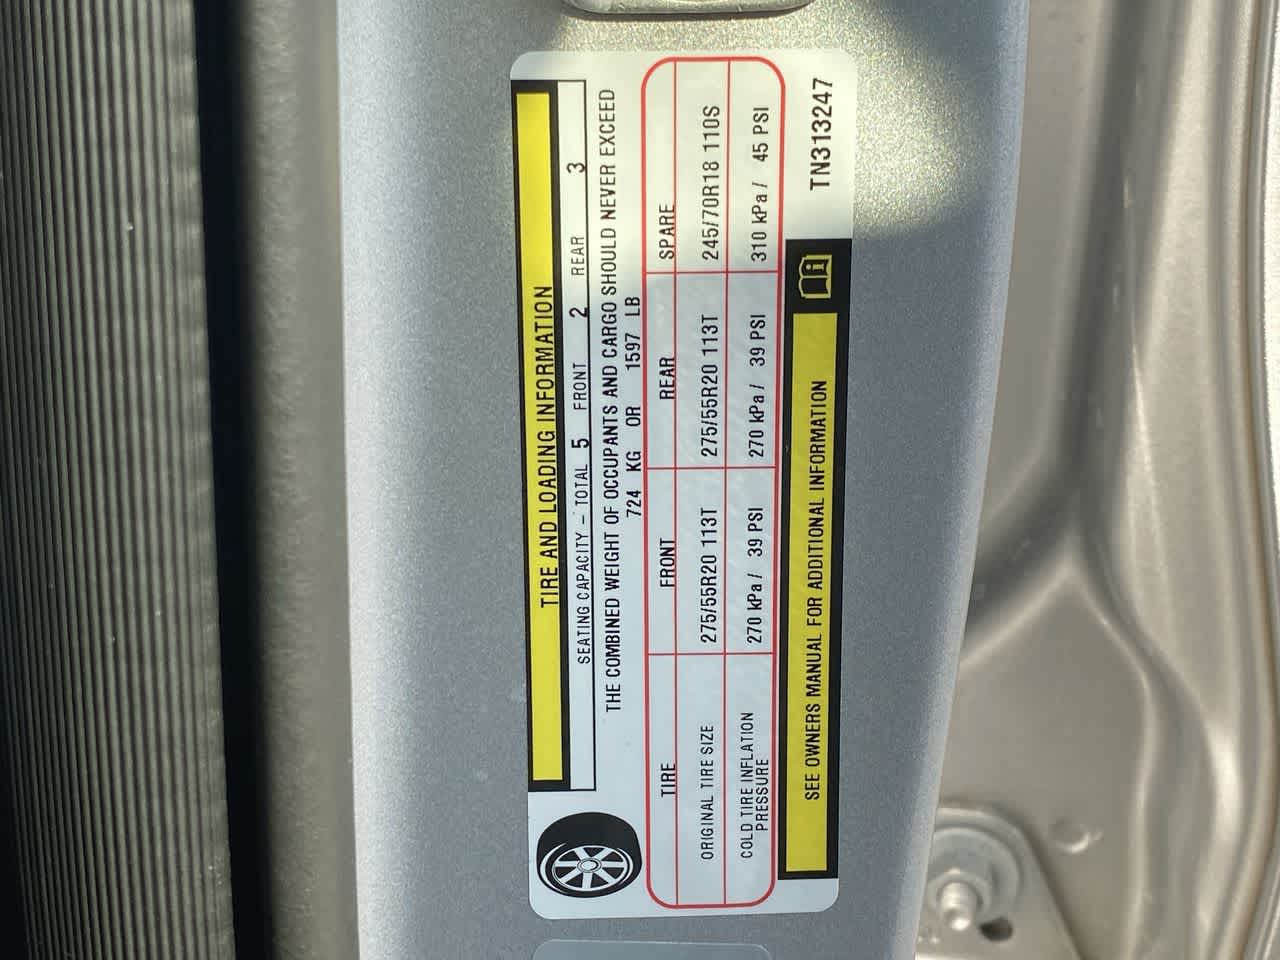 TIRE AND LOADING INFORMATION
SEATING CAPACITY – TOTAL 5 FRONT 2 REAR 3
THE COMBINED WEIGHT OF OCCUPANTS AND CARGO SHOULD NEVER EXCEED
724 KG OR 1597 LB
TIRE FRONT REAR SPARE
ORIGINAL TIRE SIZE 275/55R20 113T 275/55R20 113T 245/70R18 110S
COLD TIRE INFLATION PRESSURE 270 kPa / 39 PSI 270 kPa / 39 PSI 310 kPa / 45 PSI
SEE OWNERS MANUAL FOR ADDITIONAL INFORMATION
TN313247